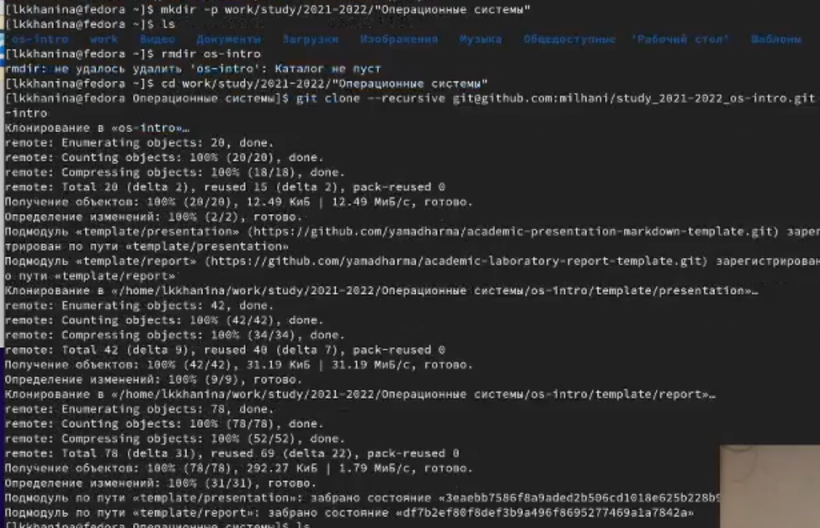 [lkkhanina@fedora ~]$ mkdir -p work/study/2021-2022/"Операционные системы"
[lkkhanina@fedora ~]$ ls
os-intro work Видео Документы Загрузки Изображения Музыка Общедоступные 'Рабочий стол' Шаблоны
[lkkhanina@fedora ~]$ rmdir os-intro
rmdir: не удалось удалить 'os-intro': Каталог не пуст
[lkkhanina@fedora ~]$ cd work/study/2021-2022/"Операционные системы"
[lkkhanina@fedora Операционные системы]$ git clone --recursive git@github.com:milhani/study_2021-2022_os-intro.git
-intro
Клонирование в «os-intro»…
remote: Enumerating objects: 20, done.
remote: Counting objects: 100% (20/20), done.
remote: Compressing objects: 100% (18/18), done.
remote: Total 20 (delta 2), reused 15 (delta 2), pack-reused 0
Получение объектов: 100% (20/20), 12.49 КиБ | 12.49 МиБ/с, готово.
Определение изменений: 100% (2/2), готово.
Подмодуль «template/presentation» (https://github.com/yamadharma/academic-presentation-markdown-template.git) зарег
трирован по пути «template/presentation»
Подмодуль «template/report» (https://github.com/yamadharma/academic-laboratory-report-template.git) зарегистрирован
о пути «template/report»
Клонирование в «/home/lkkhanina/work/study/2021-2022/Операционные системы/os-intro/template/presentation»…
remote: Enumerating objects: 42, done.
remote: Counting objects: 100% (42/42), done.
remote: Compressing objects: 100% (34/34), done.
remote: Total 42 (delta 9), reused 40 (delta 7), pack-reused 0
Получение объектов: 100% (42/42), 31.19 КиБ | 31.19 МиБ/с, готово.
Определение изменений: 100% (9/9), готово.
Клонирование в «/home/lkkhanina/work/study/2021-2022/Операционные системы/os-intro/template/report»…
remote: Enumerating objects: 78, done.
remote: Counting objects: 100% (78/78), done.
remote: Compressing objects: 100% (52/52), done.
remote: Total 78 (delta 31), reused 69 (delta 22), pack-reused 0
Получение объектов: 100% (78/78), 292.27 КиБ | 1.79 МиБ/с, готово.
Определение изменений: 100% (31/31), готово.
Подмодуль по пути «template/presentation»: забрано состояние «3eaebb7586f8a9aded2b506cd1018e625b228b9
Подмодуль по пути «template/report»: забрано состояние «df7b2ef80f8def3b9a496f8695277469a1a7842a»
[lkkhanina@fedora Операционные системы]$ ls